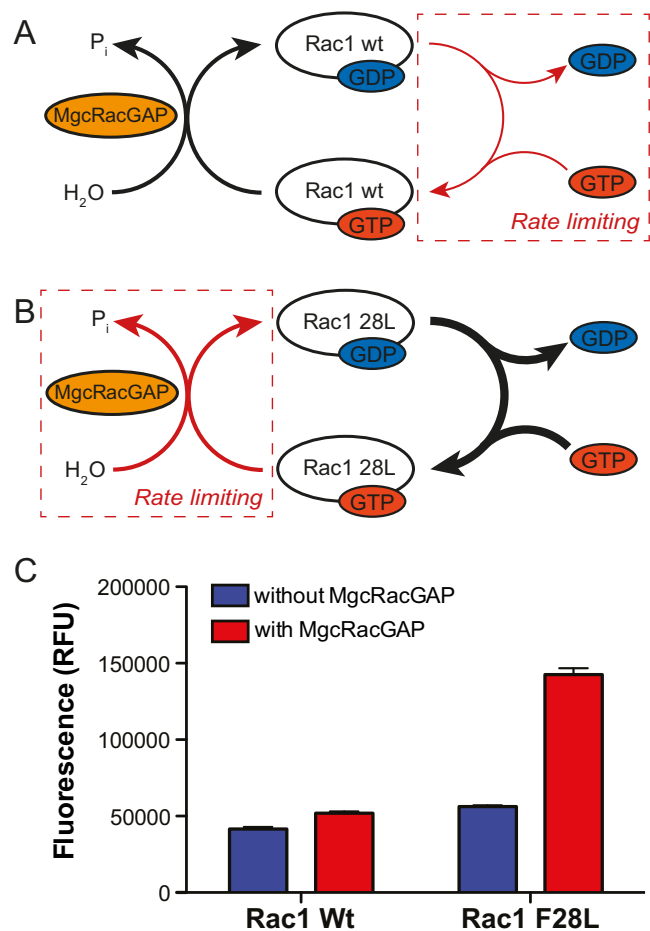 A
P i
Rac1 wt
GDP
GDP
MgcRacGAP
H2O
Rac1 wt
GTP
GTP
Rate limiting
B
P i
Rac1 28L
GDP
GDP
MgcRacGAP
H2O
Rate limiting
Rac1 28L
GTP
GTP
C
200000
150000
100000
50000
0
Fluorescence (RFU)
without MgcRacGAP
with MgcRacGAP
Rac1 Wt
Rac1 F28L